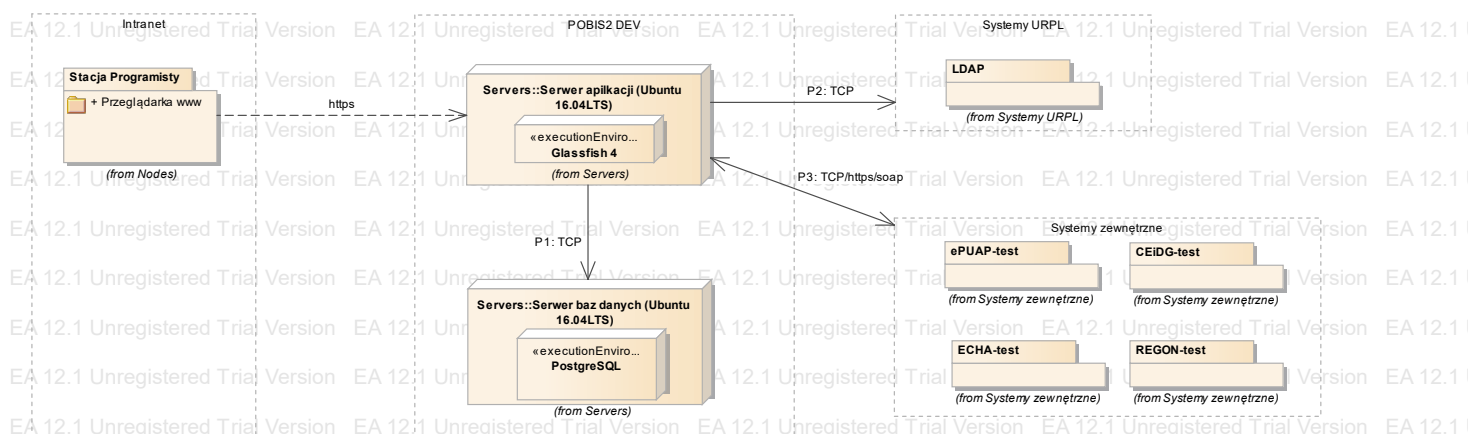 Intranet
Stacja Programisty
+ Przeglądarka www
(from Nodes)
https
POBIS2 DEV
Servers::Serwer aplikacji (Ubuntu
16.04LTS)
«executionEnviro...
Glassfish 4
(from Servers)
P1: TCP
Servers::Serwer baz danych (Ubuntu
16.04LTS)
«executionEnviro...
PostgreSQL
(from Servers)
P2: TCP
P3: TCP/https/soap
Systemy URPL
LDAP
(from Systemy URPL)
Systemy zewnętrzne
ePUAP-test
(from Systemy zewnętrzne)
CEiDG-test
(from Systemy zewnętrzne)
ECHA-test
(from Systemy zewnętrzne)
REGON-test
(from Systemy zewnętrzne)
EA 12.1 Unregistered Trial Version